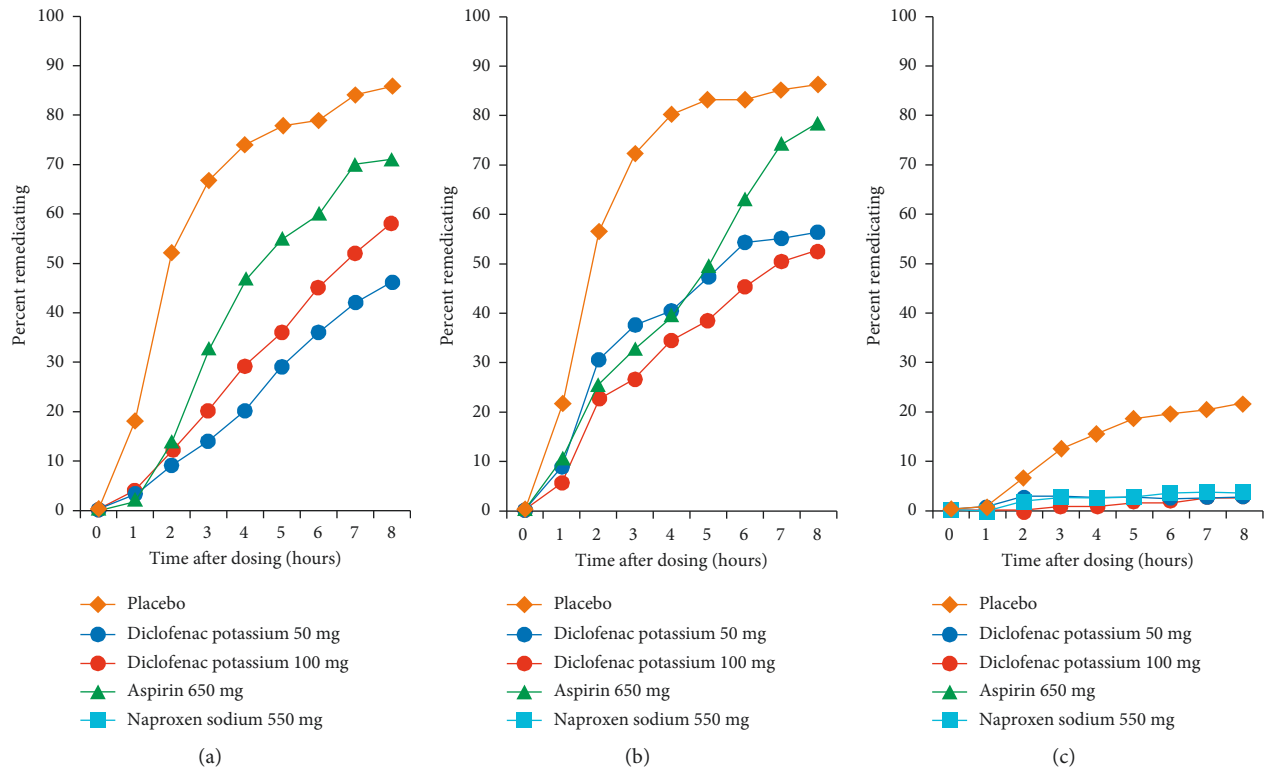 100
90
80
70
60
50
40
30
20
10
0
Percent remedicating
0 1 2 3 4 5 6 7 8
Time after dosing (hours)
Placebo
Diclofenac potassium 50 mg
Diclofenac potassium 100 mg
Aspirin 650 mg
Naproxen sodium 550 mg
(a)
100
90
80
70
60
50
40
30
20
10
0
Percent remedicating
0 1 2 3 4 5 6 7 8
Time after dosing (hours)
Placebo
Diclofenac potassium 50 mg
Diclofenac potassium 100 mg
Aspirin 650 mg
Naproxen sodium 550 mg
(b)
100
90
80
70
60
50
40
30
20
10
0
Percent remedicating
0 1 2 3 4 5 6 7 8
Time after dosing (hours)
Placebo
Diclofenac potassium 50 mg
Diclofenac potassium 100 mg
Aspirin 650 mg
Naproxen sodium 550 mg
(c)